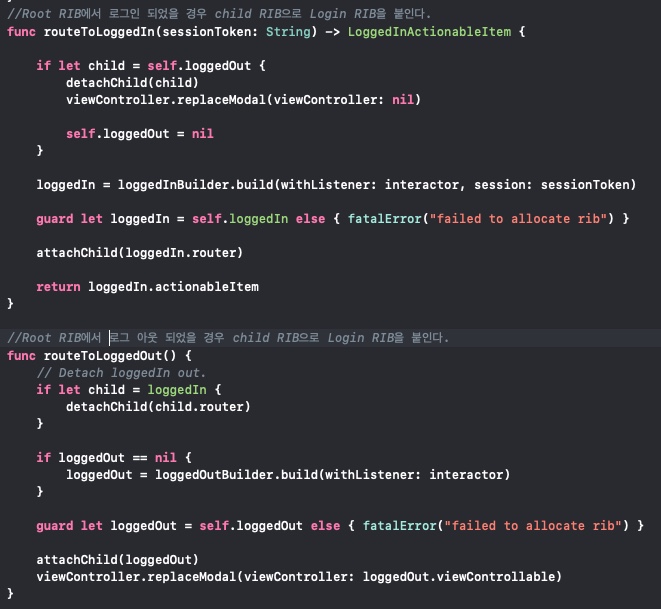 //Root RIB에서 로그인 되었을 경우 child RIB으로 Login RIB을 붙인다.
func routeToLoggedIn(sessionToken: String) -> LoggedInActionableItem {
if let child = self.loggedOut {
detachChild(child)
viewController.replaceModal(viewController: nil)
self.loggedOut = nil
}
loggedIn = loggedInBuilder.build(withListener: interactor, session: sessionToken)
guard let loggedIn = self.loggedIn else { fatalError("failed to allocate rib") }
attachChild(loggedIn.router)
return loggedIn.actionableItem
}
//Root RIB에서 로그 아웃 되었을 경우 child RIB으로 Login RIB을 붙인다.
func routeToLoggedOut() {
// Detach loggedIn out.
if let child = loggedIn {
detachChild(child.router)
}
if loggedOut == nil {
loggedOut = loggedOutBuilder.build(withListener: interactor)
}
guard let loggedOut = self.loggedOut else { fatalError("failed to allocate rib") }
attachChild(loggedOut)
viewController.replaceModal(viewController: loggedOut.viewControllable)
}